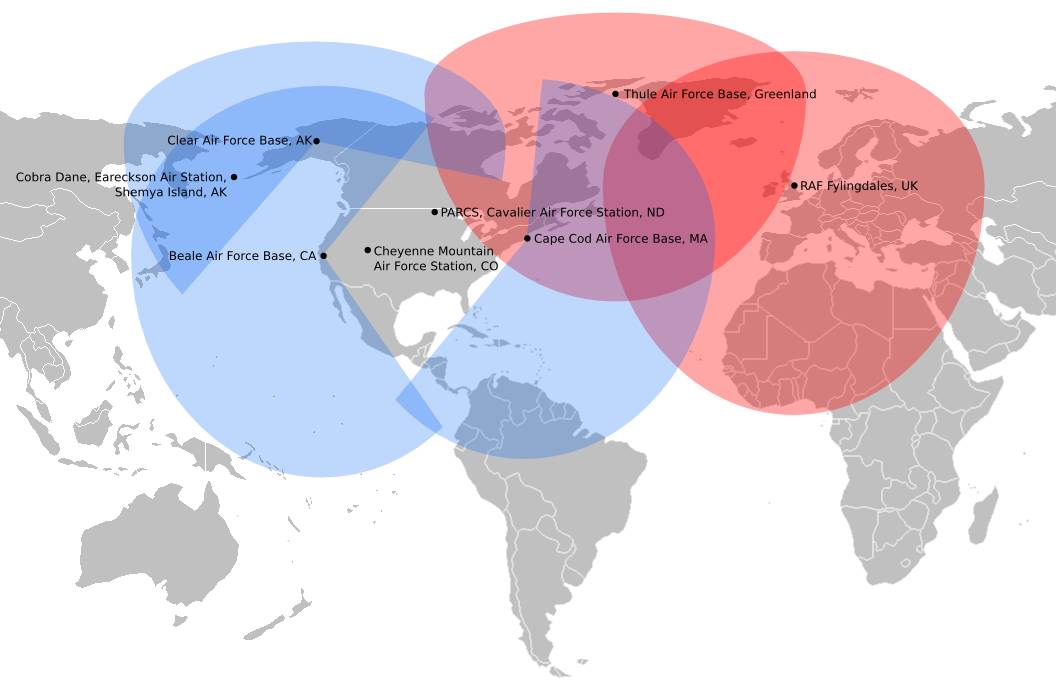 Thule Air Force Base, Greenland
Clear Air Force Base, AK
Cobra Dane, Eareckson Air Station,
Shemya Island, AK
RAF Fylingdales, UK
PARCS, Cavalier Air Force Station, ND
Cape Cod Air Force Base, MA
Beale Air Force Base, CA
Cheyenne Mountain
Air Force Station, CO